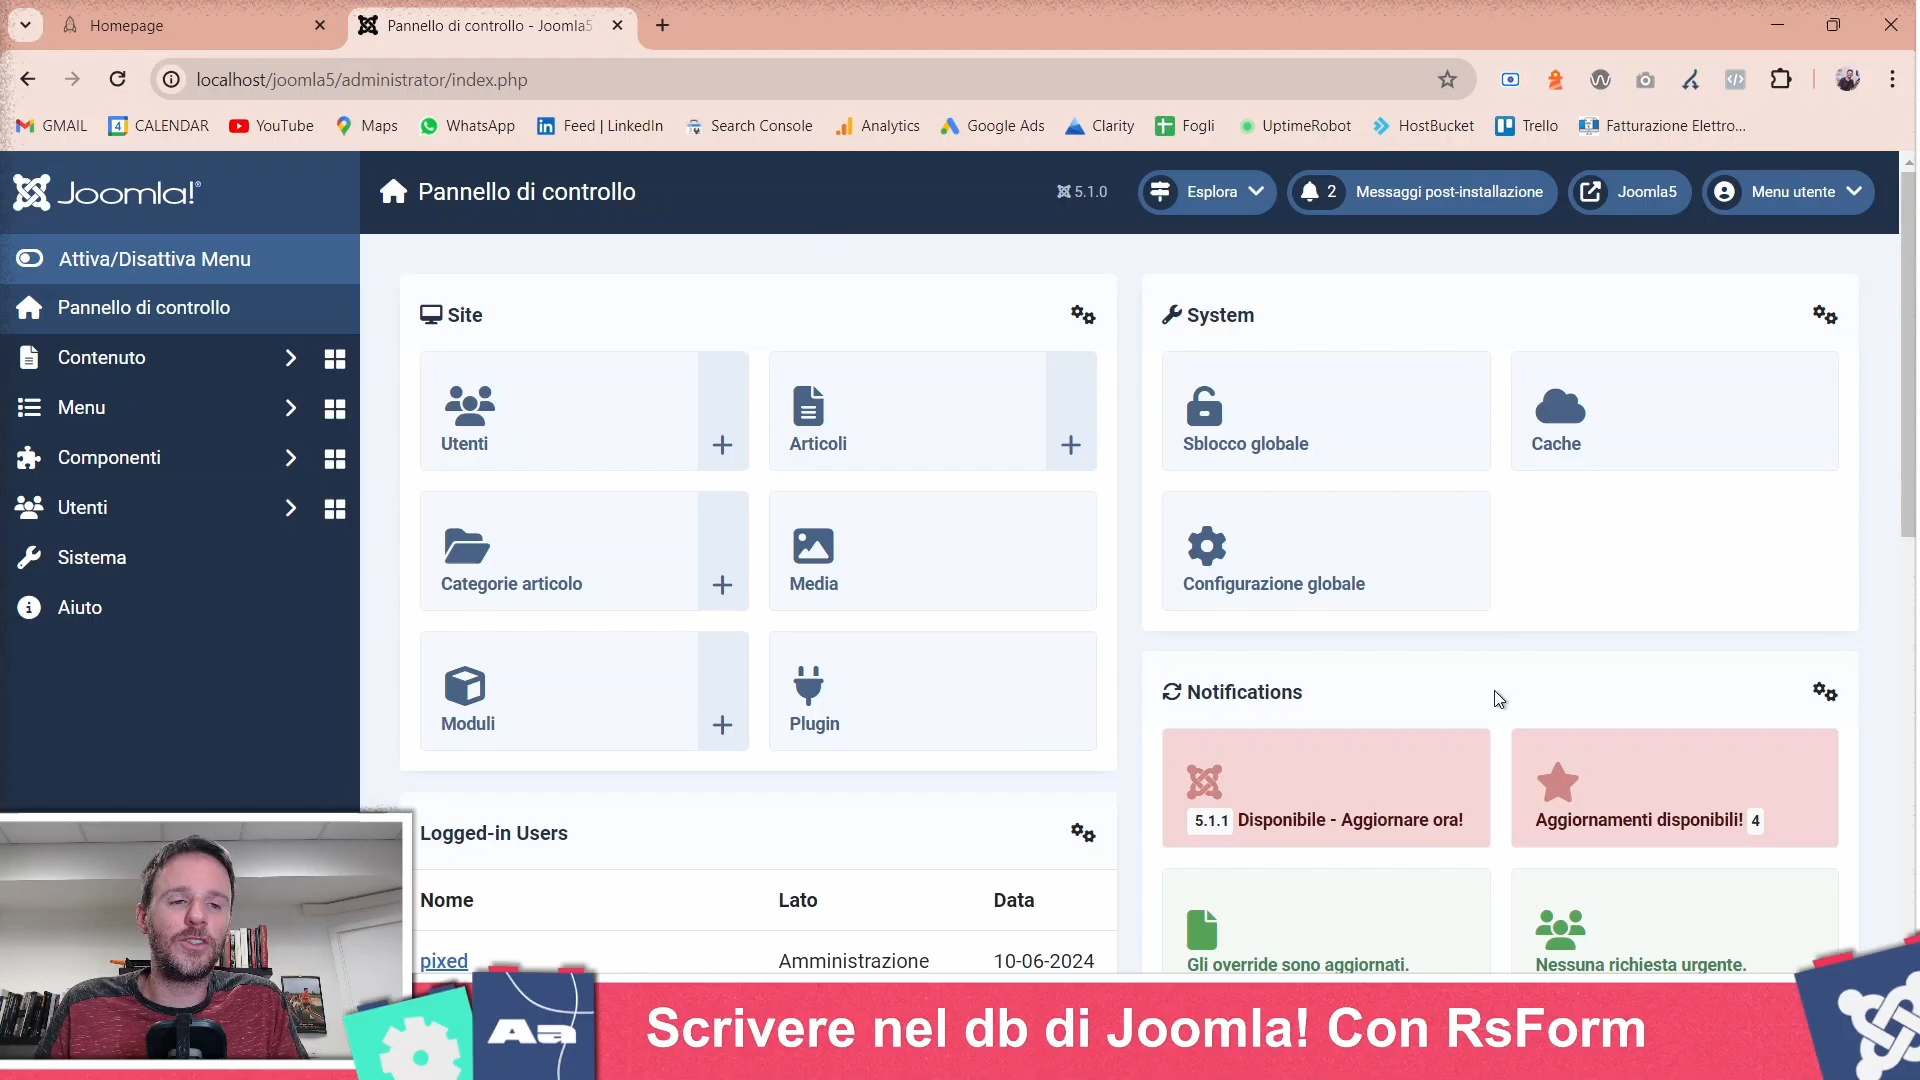 Homepage
Pannello di controllo - Joomla5
localhost/joomla5/administrator/index.php
GMAIL
CALENDAR
YouTube
Maps
WhatsApp
Feed | LinkedIn
Search Console
Analytics
Google Ads
Clarity
Fogli
UptimeRobot
HostBucket
Trello
Fatturazione Elettro...
Joomla!®
Pannello di controllo
5.1.0
Esplora
2 Messaggi post-installazione
Joomla5
Menu utente
Attiva/Disattiva Menu
Pannello di controllo
Contenuto
Menu
Componenti
Utenti
Sistema
Aiuto
Site
Utenti
Articoli
Categorie articolo
Media
Moduli
Plugin
System
Sblocco globale
Cache
Configurazione globale
Notifications
5.1.1 Disponibile - Aggiornare ora!
Aggiornamenti disponibili! 4
Gli override sono aggiornati.
Nessuna richiesta urgente.
Logged-in Users
Nome Lato Data
pixed Amministrazione 10-06-2024
Aa
Scrivere nel db di Joomla! Con RsForm